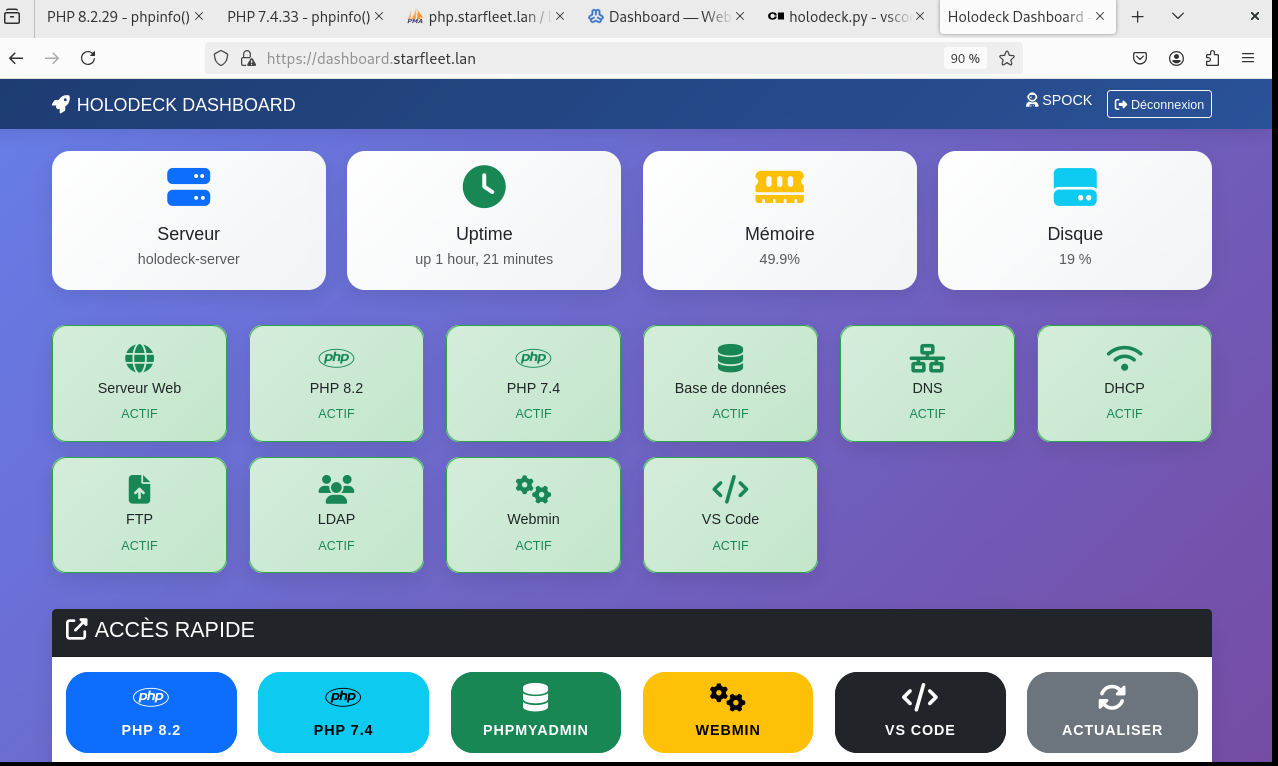 PHP 8.2.29 - phpinfo()
PHP 7.4.33 - phpinfo()
php.starfleet.lan /
Dashboard — Web
holodeck.py - vsco
Holodeck Dashboard -
https://dashboard.starfleet.lan
90 %
HOLODECK DASHBOARD
SPOCK
Déconnexion
Serveur
holodeck-server
Uptime
up 1 hour, 21 minutes
Mémoire
49.9%
Disque
19 %
Serveur Web
ACTIF
php
PHP 8.2
ACTIF
php
PHP 7.4
ACTIF
Base de données
ACTIF
DNS
ACTIF
DHCP
ACTIF
FTP
ACTIF
LDAP
ACTIF
Webmin
ACTIF
VS Code
ACTIF
ACCÈS RAPIDE
php
PHP 8.2
php
PHP 7.4
PHPMYADMIN
WEBMIN
VS CODE
ACTUALISER